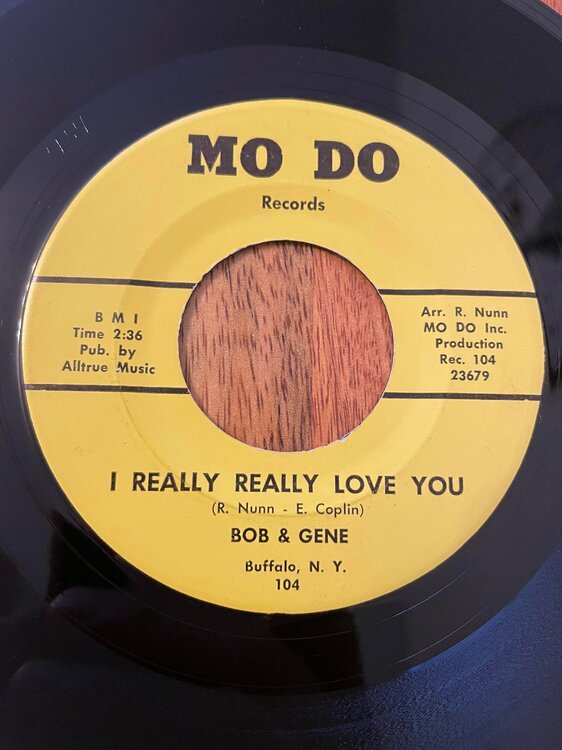 MO DO
Records
B M I
Time 2:36
Pub. by
Alltrue Music
Arr. R. Nunn
MO DO Inc.
Production
Rec. 104
23679
I REALLY REALLY LOVE YOU
(R. Nunn - E. Coplin)
BOB & GENE
Buffalo, N. Y.
104